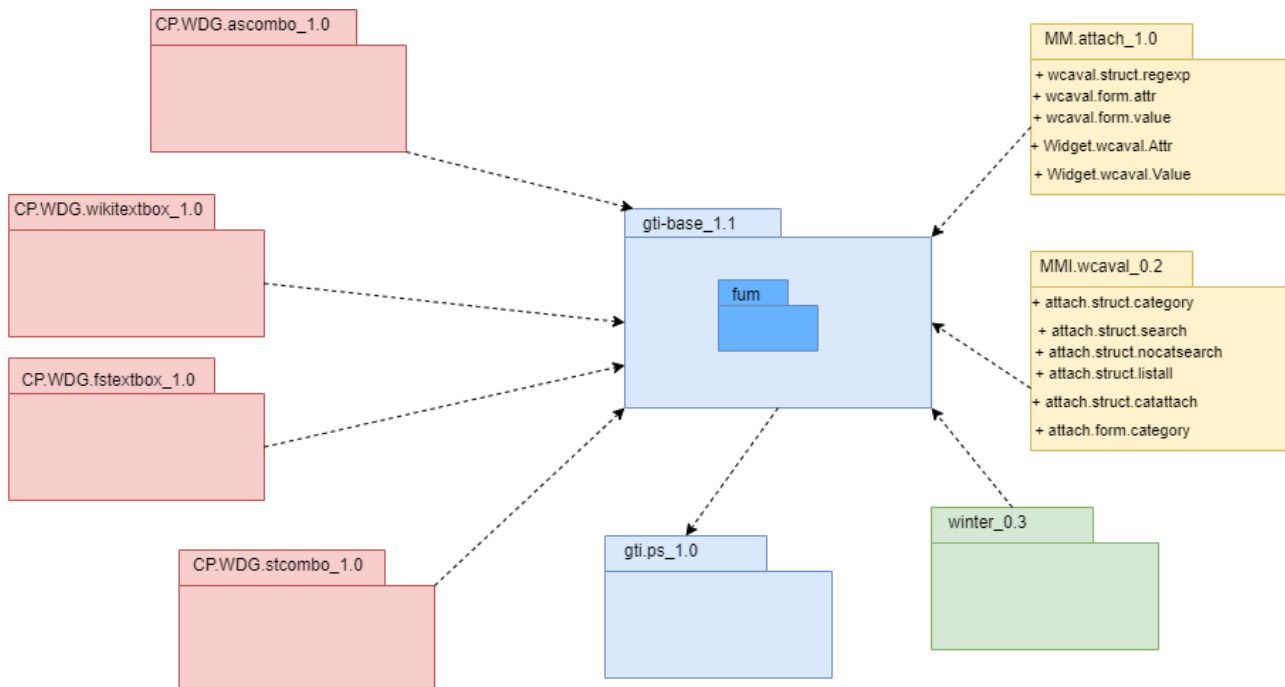 CP.WDG.ascombo_1.0
MM.attach_1.0
+ wcaval.struct.regexp
+ wcaval.form.attr
+ wcaval.form.value
+ Widget.wcaval.Attr
+ Widget.wcaval.Value
CP.WDG.wikitextbox_1.0
gti-base_1.1
fum
MMI.wcaval_0.2
+ attach.struct.category
+ attach.struct.search
+ attach.struct.nocatsearch
+ attach.struct.listall
+ attach.struct.catattach
+ attach.form.category
CP.WDG.fstextbox_1.0
CP.WDG.stcombo_1.0
gti.ps_1.0
winter_0.3